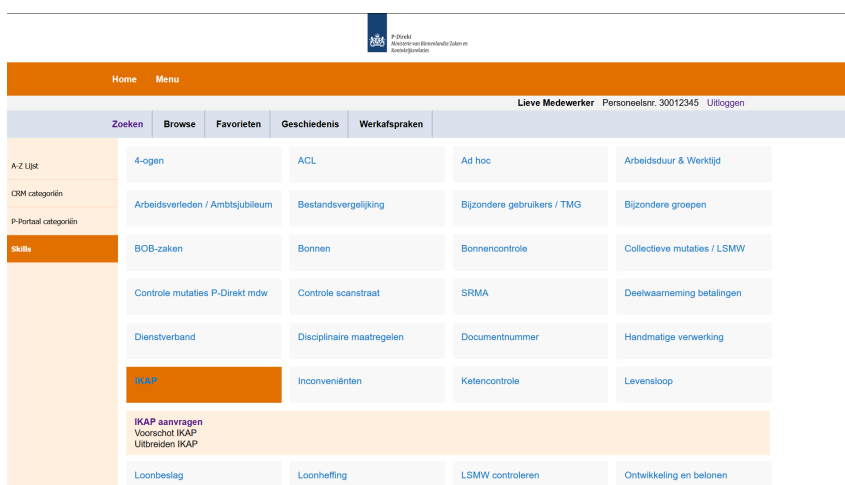 P-Direkt
Ministerie van Binnenlandse Zaken en
Koninkrijksrelaties
Home Menu
Lieve Medewerker Personeelsnr. 30012345 Uitloggen
Zoeken Browse Favorieten Geschiedenis Werkafspraken
A-Z Lijst
CRM categoriën
P-Portaal categoriën
Skills
4-ogen ACL Ad hoc Arbeidsduur & Werktijd
Arbeidsverleden / Ambtsjubileum Bestandsvergelijking Bijzondere gebruikers / TMG Bijzondere groepen
BOB-zaken Bonnen Bonnencontrole Collectieve mutaties / LSMW
Controle mutaties P-Direkt mdw Controle scanstraat SRMA Deelwaarneming betalingen
Dienstverband Disciplinaire maatregelen Documentnummer Handmatige verwerking
IKAP Inconveniënten Ketencontrole Levensloop
IKAP aanvragen
Voorschot IKAP
Uitbreiden IKAP
Loonbeslag Loonheffing LSMW controleren Ontwikkeling en belonen